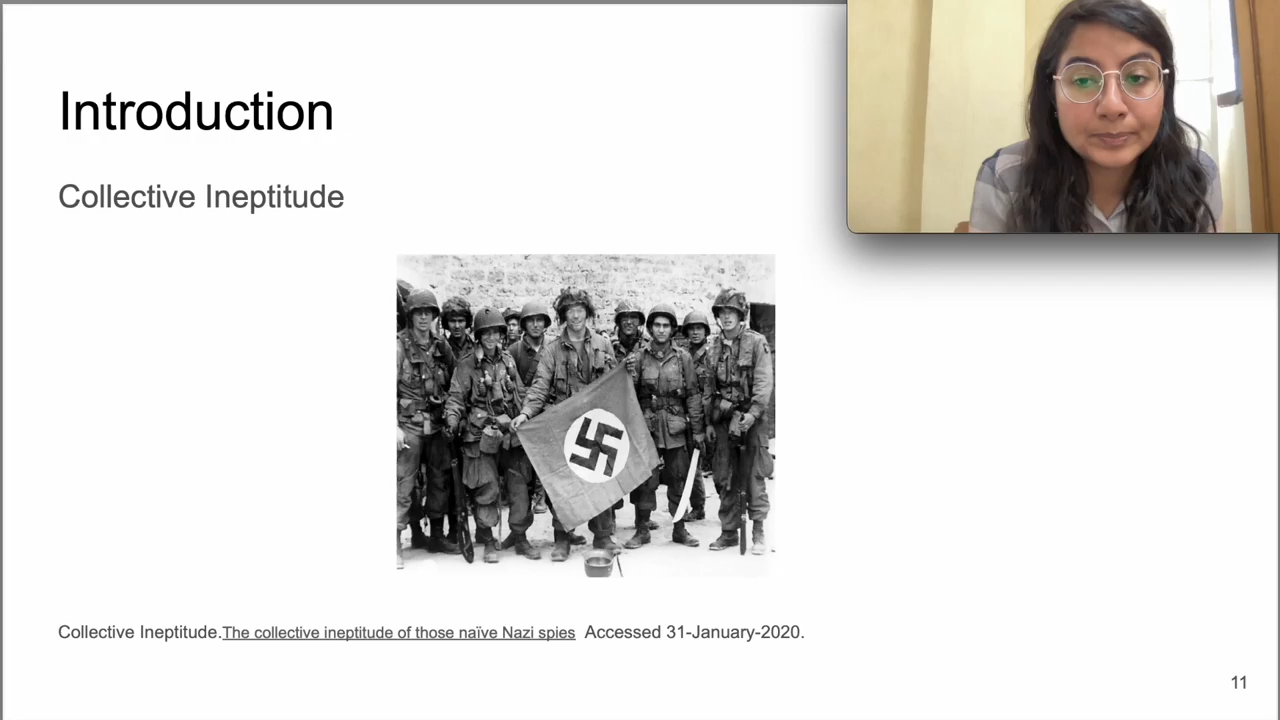 Introduction
Collective Ineptitude
Collective Ineptitude.The collective ineptitude of those naïve Nazi spies Accessed 31-January-2020.
11